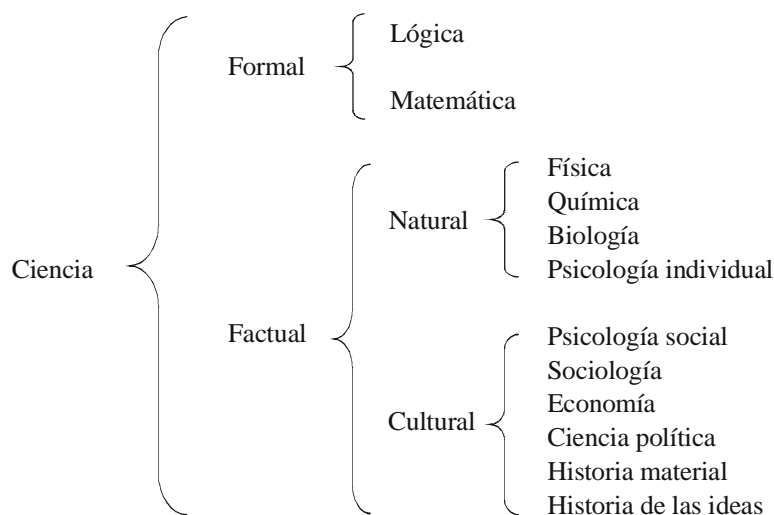 Ciencia
Formal
Lógica
Matemática
Factual
Natural
Física
Química
Biología
Psicología individual
Cultural
Psicología social
Sociología
Economía
Ciencia política
Historia material
Historia de las ideas